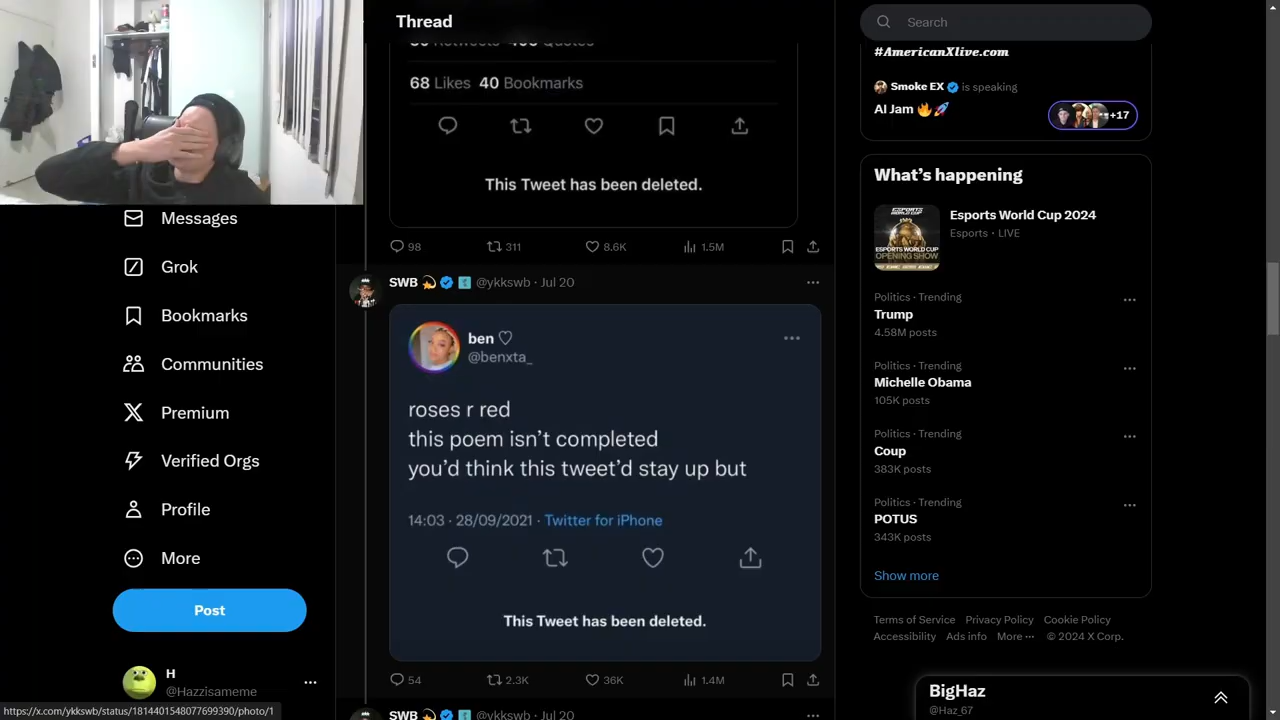 Thread
68 Likes 40 Bookmarks
This Tweet has been deleted.
98
311
8.6K
1.5M
SWB @ykkswb · Jul 20
ben ♡
@benxta_
roses r red
this poem isn't completed
you'd think this tweet'd stay up but
14:03 · 28/09/2021 · Twitter for iPhone
This Tweet has been deleted.
54
2.3K
36K
1.4M
SWB @ykkswb · Jul 20
Messages
Grok
Bookmarks
Communities
Premium
Verified Orgs
Profile
More
Post
H
@Hazzisameme
https://x.com/ykkswb/status/1814401548077699390/photo/1
Search
#AmericanXlive.com
Smoke EX is speaking
AI Jam 🔥🚀
+17
What's happening
Esports World Cup 2024
Esports · LIVE
ESPORTS WORLD CUP
OPENING SHOW
Politics · Trending
Trump
4.58M posts
Politics · Trending
Michelle Obama
105K posts
Politics · Trending
Coup
383K posts
Politics · Trending
POTUS
343K posts
Show more
Terms of Service Privacy Policy Cookie Policy
Accessibility Ads info More ··· © 2024 X Corp.
BigHaz
@Haz_67